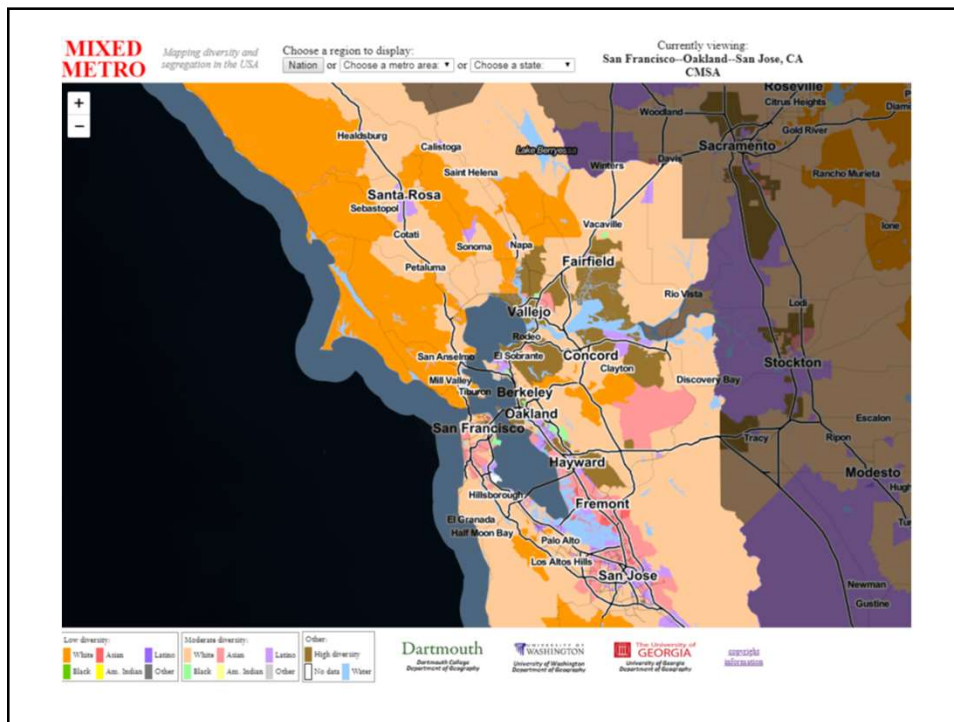 MIXED
METRO
Mapping diversity and
segregation in the USA
Choose a region to display:
Nation or Choose a metro area: or Choose a state:
Currently viewing:
San Francisco--Oakland--San Jose, CA
CMSA
+
−
Roseville
Citrus Heights
Woodland
Gold River
Healdsburg
Calistoga
Lake Berryessa
Sacramento
Winters
Davis
Saint Helena
Rancho Murieta
Santa Rosa
Sebastopol
Vacaville
Ione
Cotati
Sonoma
Napa
Petaluma
Fairfield
Rio Vista
Lodi
Vallejo
Rodeo
San Anselmo
El Sobrante
Concord
Clayton
Stockton
Mill Valley
Tiburon
Discovery Bay
Berkeley
Oakland
San Francisco
Escalon
Tracy
Ripon
Hayward
Modesto
Hillsborough
Fremont
El Granada
Half Moon Bay
Palo Alto
Los Altos Hills
San Jose
Newman
Gustine
Low diversity:
White Asian Latino
Black Am. Indian Other
Moderate diversity:
White Asian Latino
Black Am. Indian Other
Other:
High diversity
No data Water
Dartmouth
Dartmouth College
Department of Geography
UNIVERSITY OF
WASHINGTON
University of Washington
Department of Geography
The University of
GEORGIA
University of Georgia
Department of Geography
copyright
information